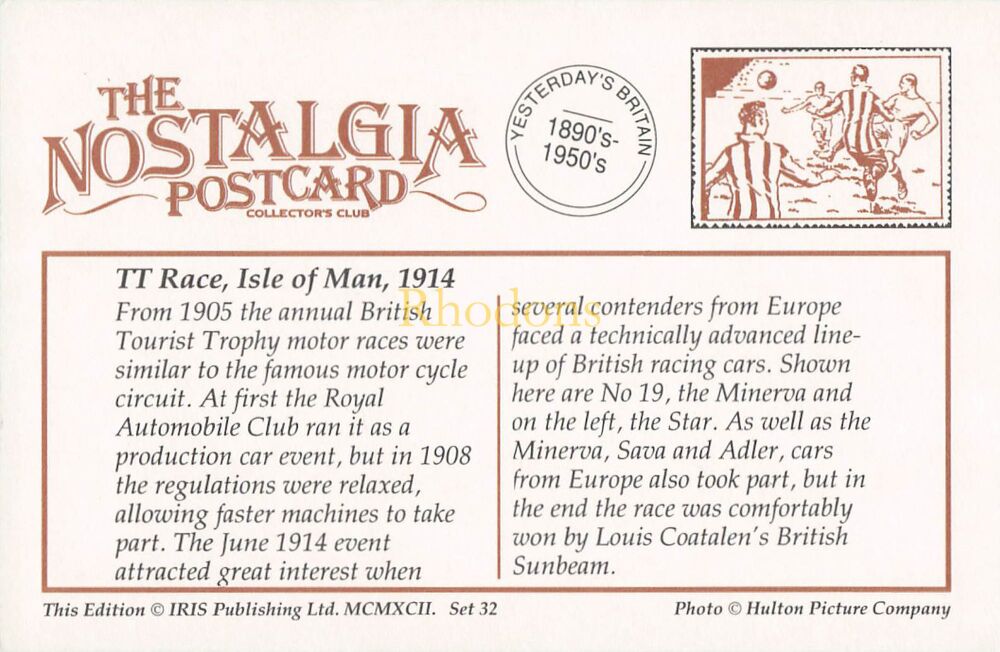 THE
NOSTALGIA
POSTCARD
COLLECTOR'S CLUB
YESTERDAY'S BRITAIN
1890's-
1950's
TT Race, Isle of Man, 1914
From 1905 the annual British
Tourist Trophy motor races were
similar to the famous motor cycle
circuit. At first the Royal
Automobile Club ran it as a
production car event, but in 1908
the regulations were relaxed,
allowing faster machines to take
part. The June 1914 event
attracted great interest when
several contenders from Europe
faced a technically advanced line-
up of British racing cars. Shown
here are No 19, the Minerva and
on the left, the Star. As well as the
Minerva, Sava and Adler, cars
from Europe also took part, but in
the end the race was comfortably
won by Louis Coatalen's British
Sunbeam.
Rhodons
This Edition © IRIS Publishing Ltd. MCMXCII. Set 32
Photo © Hulton Picture Company